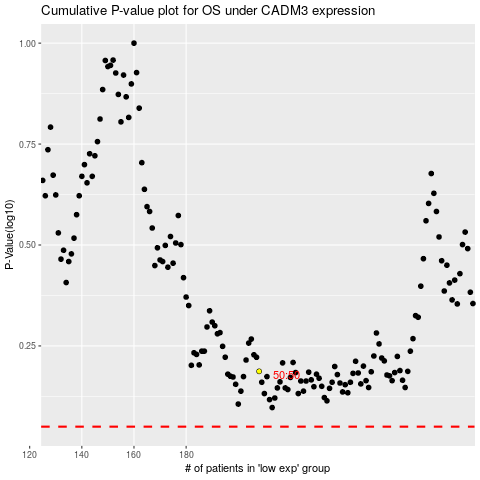 Cumulative P-value plot for OS under CADM3 expression
1.00
0.75
0.50
0.25
P-Value(log10)
50:50
120 140 160 180
# of patients in 'low exp' group